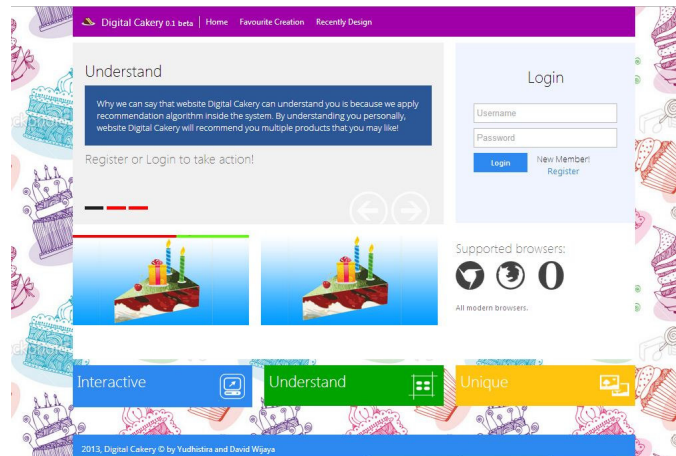 Digital Cakery 0.1 beta | Home Favourite Creation Recently Design
Understand
Why we can say that website Digital Cakery can understand you is because we apply
recommendation algorithm inside the system. By understanding you personally,
website Digital Cakery will recommend you multiple products that you may like!
Register or Login to take action!
Login
Username
Password
Login
New Member!
Register
Supported browsers:
All modern browsers.
Interactive
Understand
Unique
2013, Digital Cakery © by Yudhistira and David Wijaya